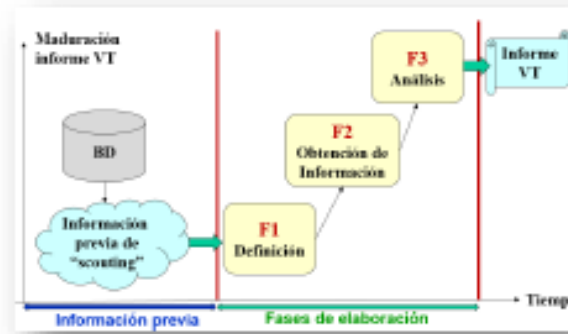 Maduración
informe VT
BD
Información
previa de
“scouting”
F1
Definición
F2
Obtención de
Información
F3
Análisis
Informe
VT
Tiemp
Información previa
Fases de elaboración